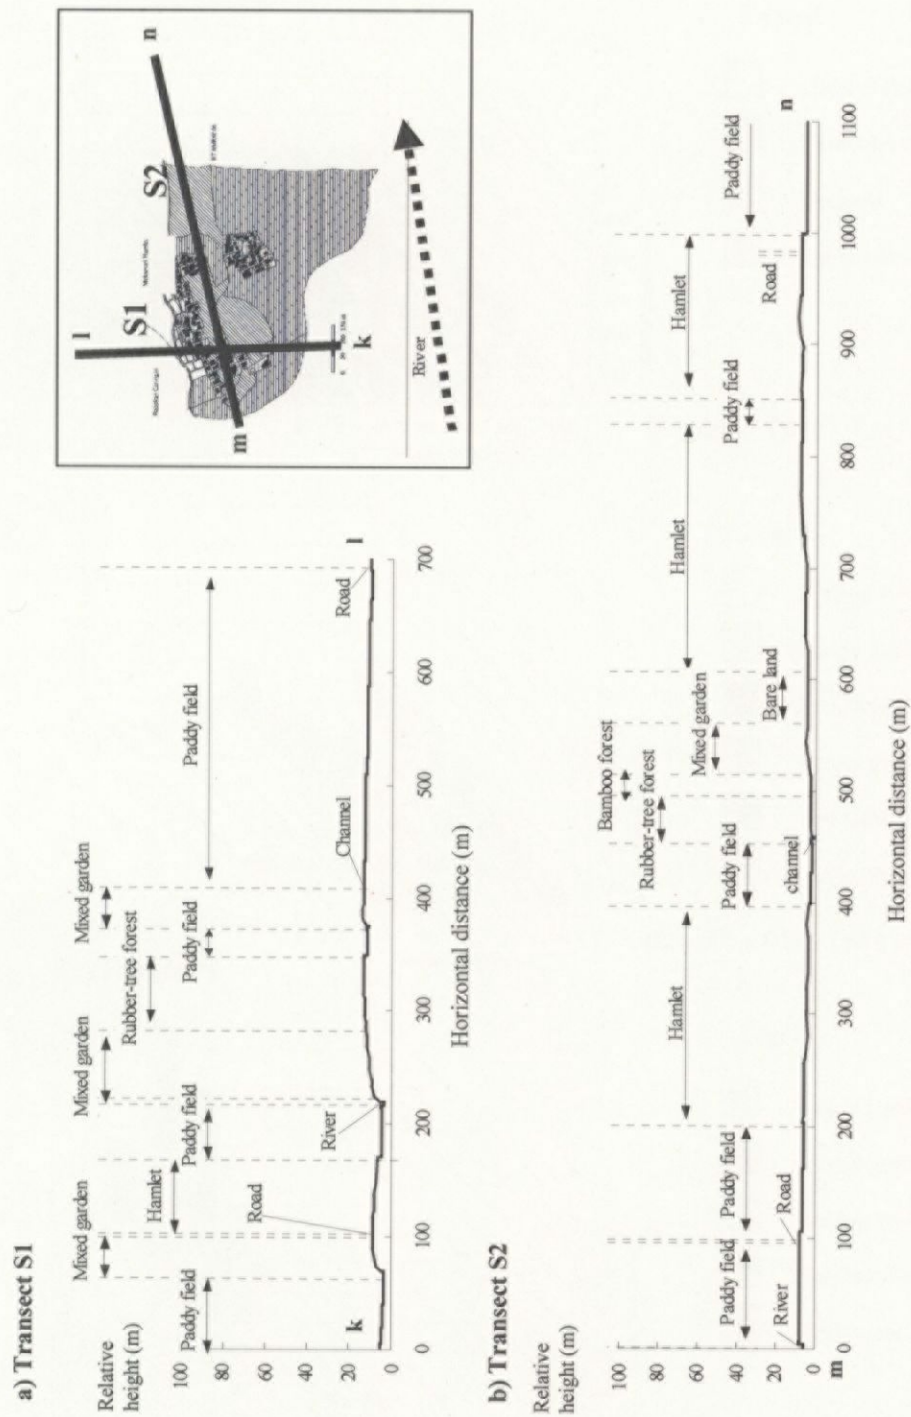 a) Transect S1
Relative
height (m)
100
80
60
40
20
0
Paddy field
Mixed garden
Hamlet
Paddy field
Mixed garden
Rubber-tree forest
Paddy field
Mixed garden
Paddy field
Road
River
Channel
Road
k
l
0
100
200
300
400
500
600
700
Horizontal distance (m)
n
S2
S1
l
k
m
River
b) Transect S2
Relative
height (m)
100
80
60
40
20
0
River
Paddy field
Road
Paddy field
Hamlet
Paddy field
channel
Rubber-tree forest
Bamboo forest
Mixed garden
Bare land
Hamlet
Paddy field
Hamlet
Road
Paddy field
m
n
0
100
200
300
400
500
600
700
800
900
1000
1100
Horizontal distance (m)